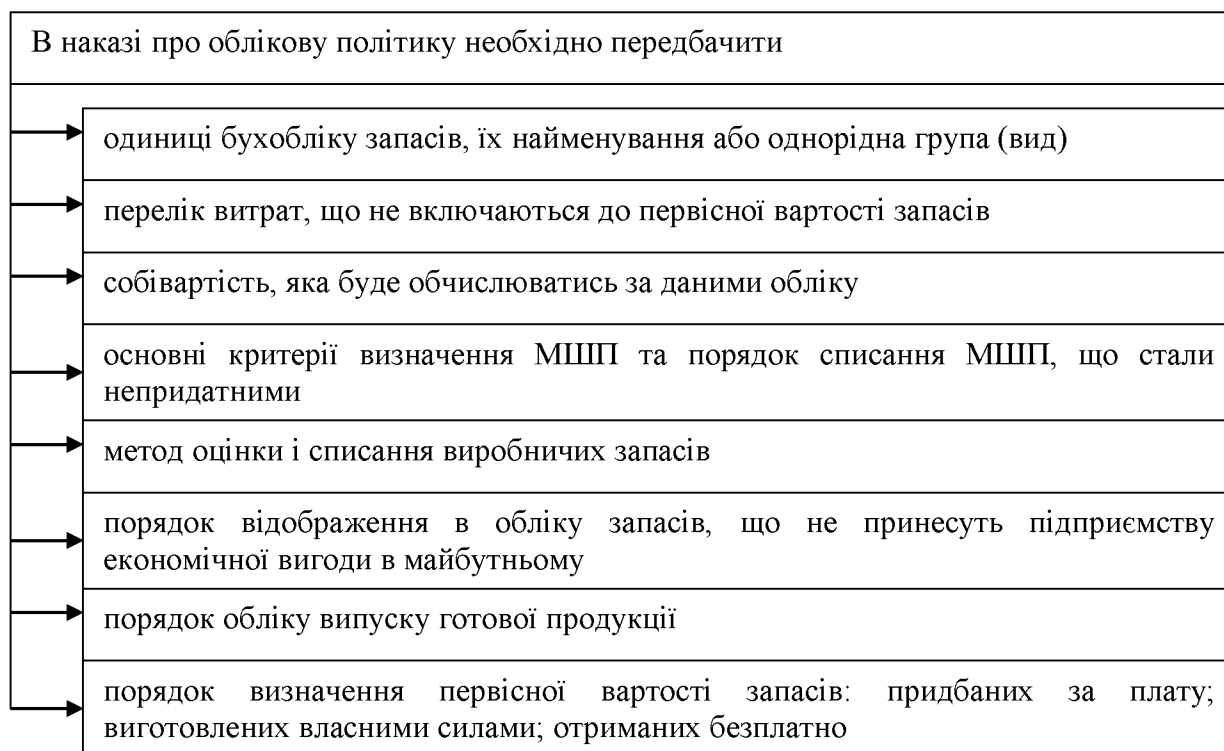 В наказі про облікову політику необхідно передбачити
одиниці бухобліку запасів, їх найменування або однорідна група (вид)
перелік витрат, що не включаються до первісної вартості запасів
собівартість, яка буде обчислюватись за даними обліку
основні критерії визначення МШП та порядок списання МШП, що стали
непридатними
метод оцінки і списання виробничих запасів
порядок відображення в обліку запасів, що не принесуть підприємству
економічної вигоди в майбутньому
порядок обліку випуску готової продукції
порядок визначення первісної вартості запасів: придбаних за плату;
виготовлених власними силами; отриманих безплатно